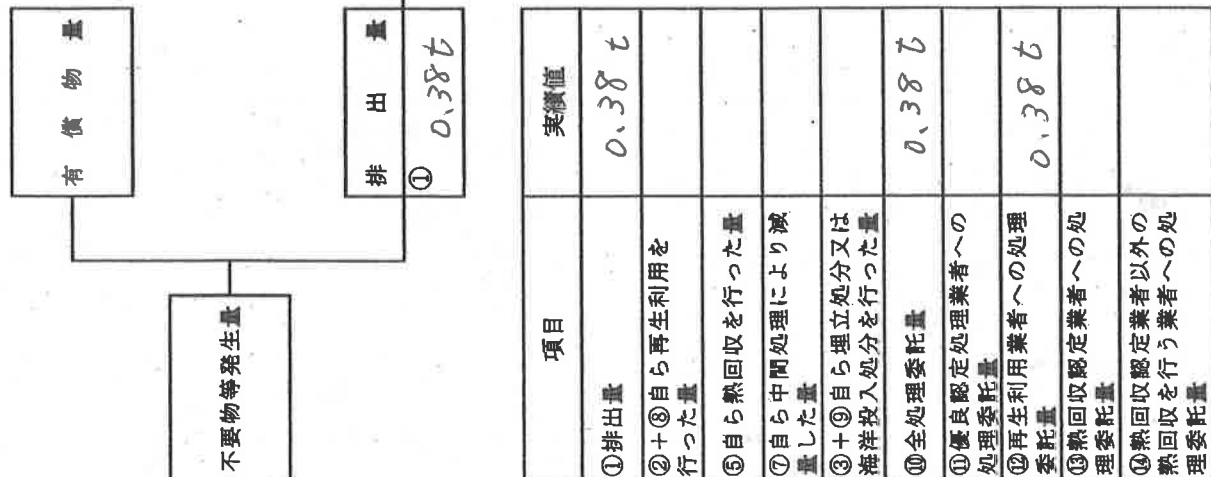 有償物量
不要物等発生量
排出量
①
0.38 t
項目
実績値
①排出量
0.38 t
②+⑧自ら再生利用を
行った量
⑤自ら熱回収を行った量
⑦自ら中間処理により減
量した量
③+⑨自ら埋立処分又は
海洋投入処分を行った量
⑩全処理委託量
0.38 t
⑪優良認定処理業者への
処理委託量
⑫再生利用業者への処理
委託量
0.38 t
⑬熱回収認定業者への処
理委託量
⑭熱回収認定業者以外の
熱回収を行う業者への処
理委託量